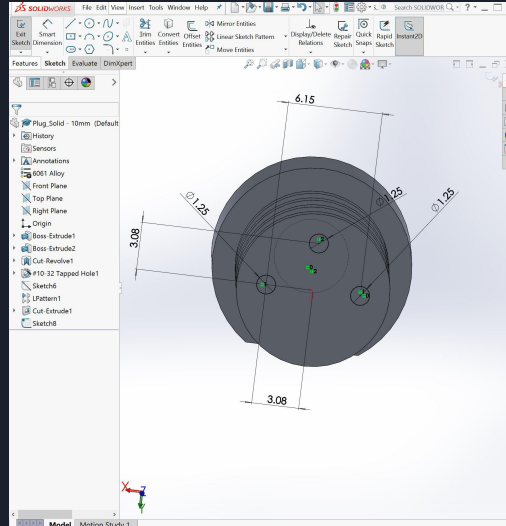 SOLIDWORKS File Edit View Insert Tools Window Help
Search SOLIDWOR
Exit Sketch
Smart Dimension
Trim Entities
Convert Entities
Offset Entities
Mirror Entities
Linear Sketch Pattern
Move Entities
Display/Delete Relations
Repair Sketch
Quick Snaps
Rapid Sketch
Instant2D
Features Sketch Evaluate DimXpert
Plug_Solid - 10mm (Default
History
Sensors
Annotations
6061 Alloy
Front Plane
Top Plane
Right Plane
Origin
Boss-Extrude1
Boss-Extrude2
Cut-Revolve1
#10-32 Tapped Hole1
Sketch6
LPattern1
Cut-Extrude1
Sketch8
6.15
Ø1.25
Ø1.25
Ø1.25
3.08
3.08
X
Z
Y
Model Motion Study 1